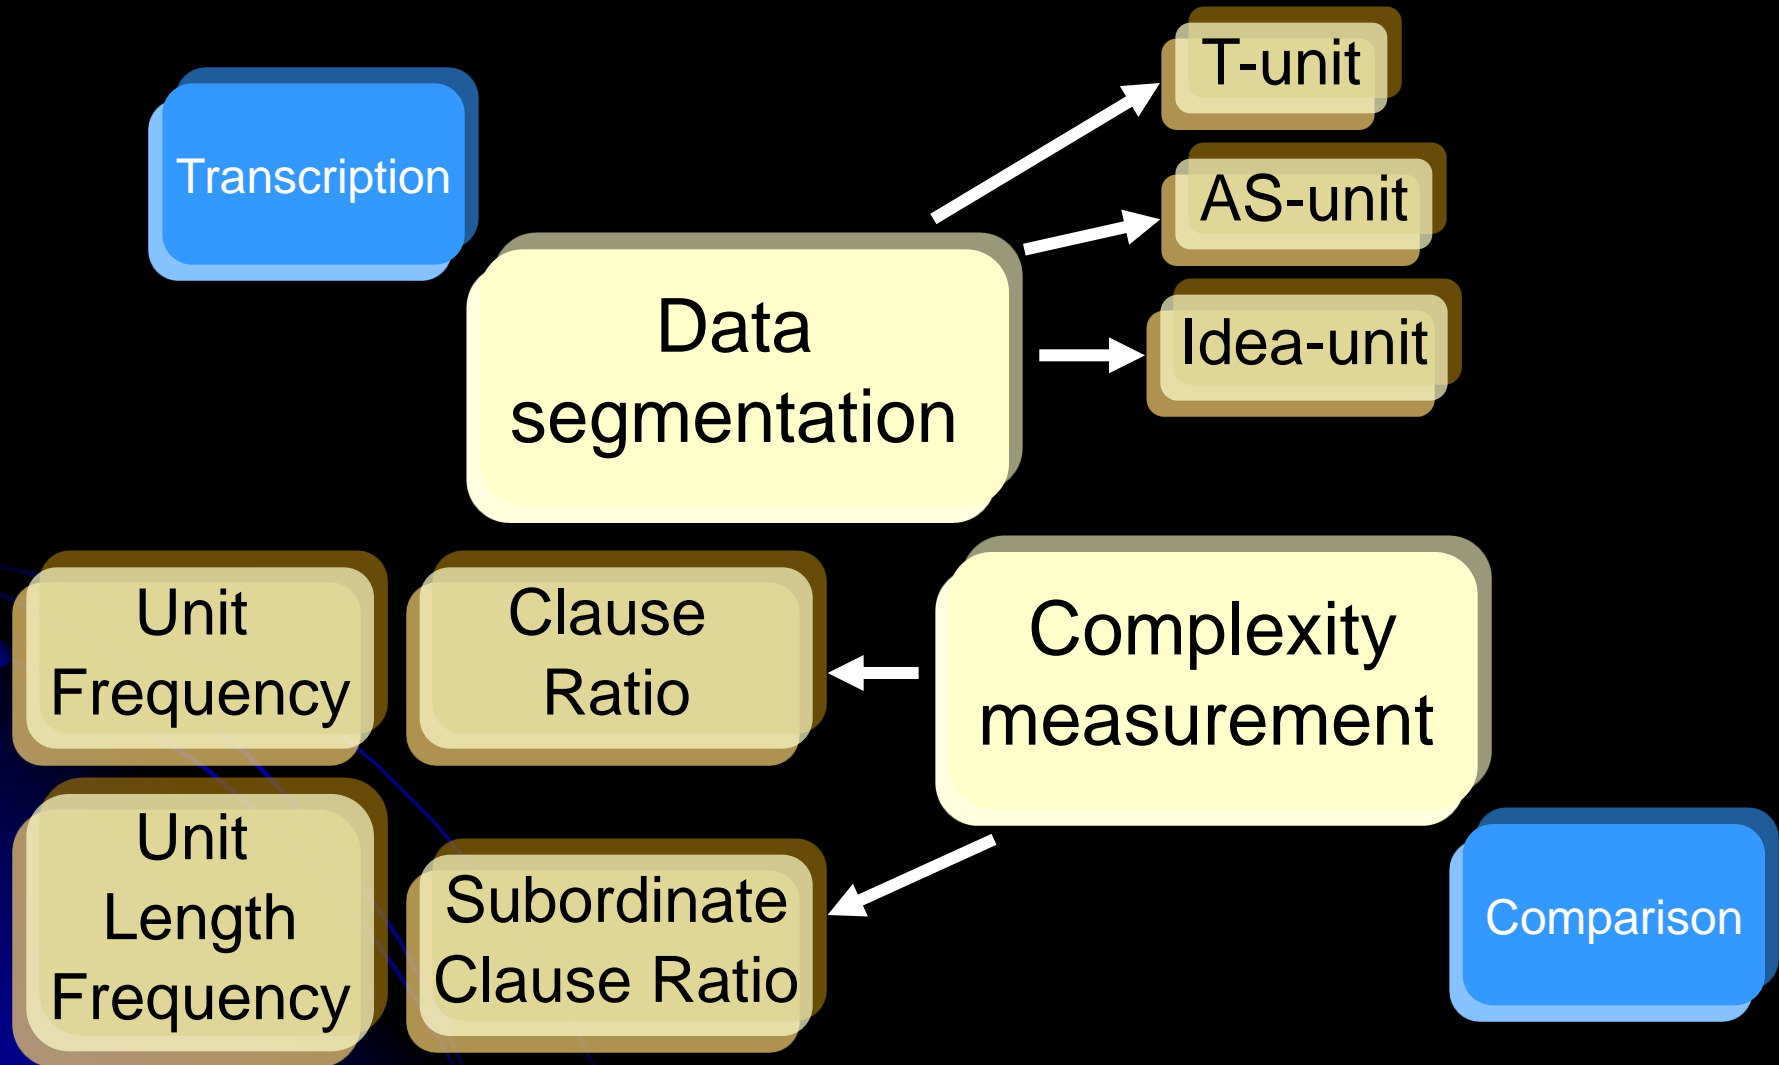 Transcription
T-unit
AS-unit
Idea-unit
Data
segmentation
Complexity
measurement
Unit
Frequency
Clause
Ratio
Unit
Length
Frequency
Subordinate
Clause Ratio
Comparison